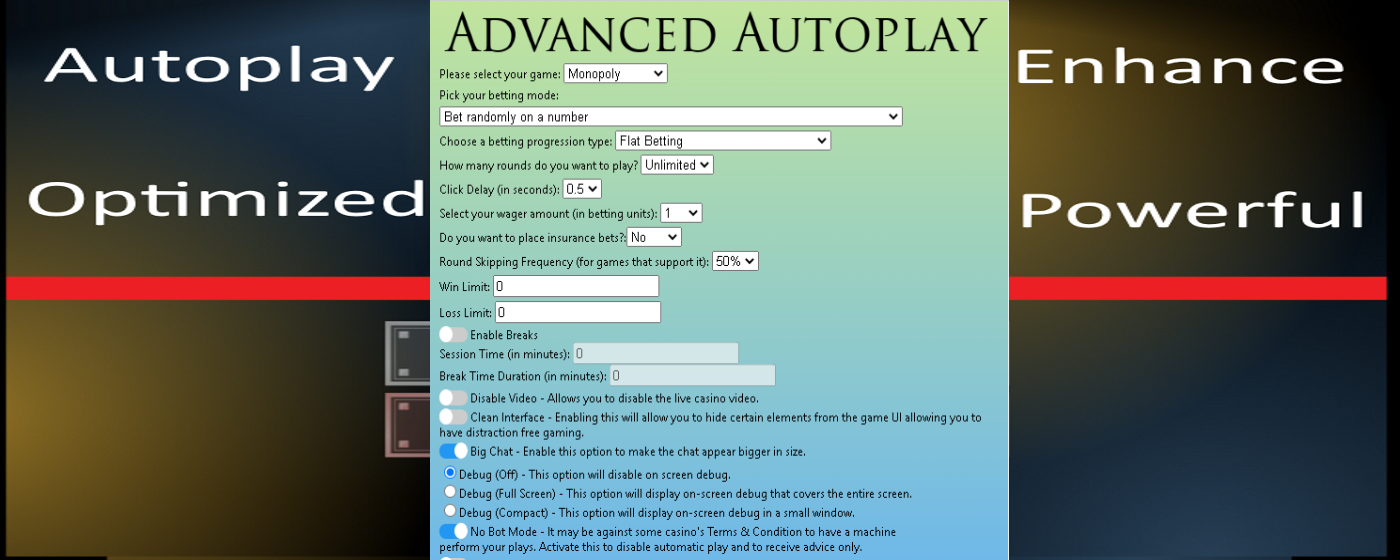 Autoplay
Optimized
ADVANCED AUTOPLAY
Please select your game: Monopoly
Pick your betting mode:
Bet randomly on a number
Choose a betting progression type: Flat Betting
How many rounds do you want to play? Unlimited
Click Delay (in seconds): 0.5
Select your wager amount (in betting units): 1
Do you want to place insurance bets?: No
Round Skipping Frequency (for games that support it): 50%
Win Limit: 0
Loss Limit: 0
Enable Breaks
Session Time (in minutes): 0
Break Time Duration (in minutes): 0
Disable Video - Allows you to disable the live casino video.
Clean Interface - Enabling this will allow you to hide certain elements from the game UI allowing you to
have distraction free gaming.
Big Chat - Enable this option to make the chat appear bigger in size.
Debug (Off) - This option will disable on screen debug.
Debug (Full Screen) - This option will display on-screen debug that covers the entire screen.
Debug (Compact) - This option will display on-screen debug in a small window.
No Bot Mode - It may be against some casino's Terms & Condition to have a machine
perform your plays. Activate this to disable automatic play and to receive advice only.
Enhance
Powerful